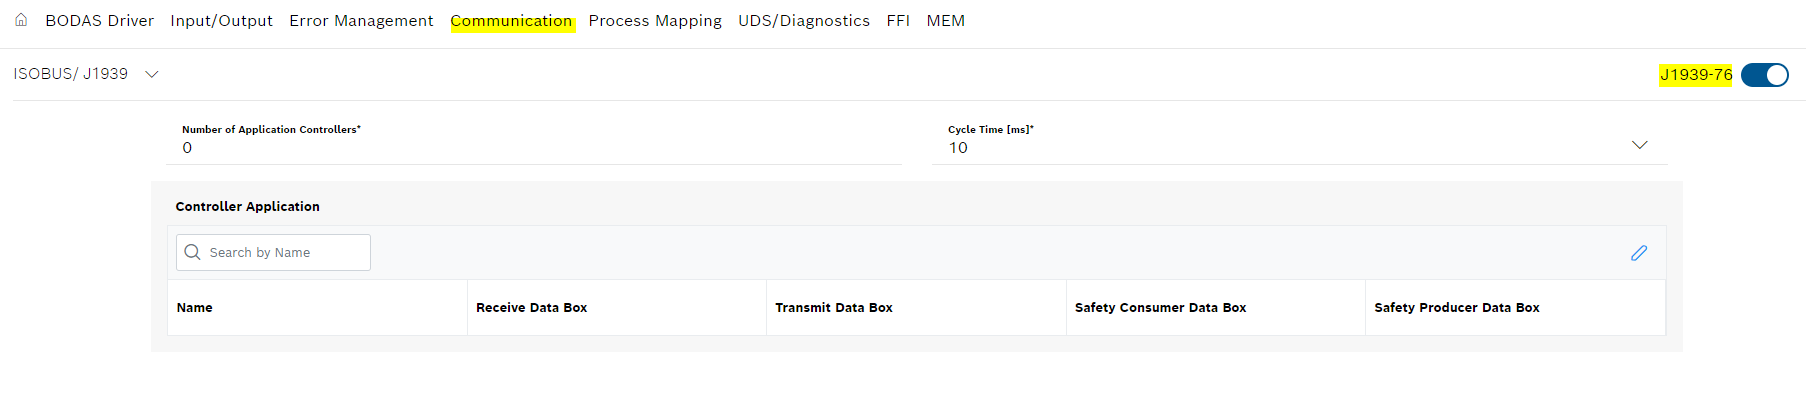 BODAS Driver Input/Output Error Management Communication Process Mapping UDS/Diagnostics FFI MEM
ISOBUS/ J1939 J1939-76
Number of Application Controllers* Cycle Time [ms]*
0 10
Controller Application
Search by Name
Name Receive Data Box Transmit Data Box Safety Consumer Data Box Safety Producer Data Box